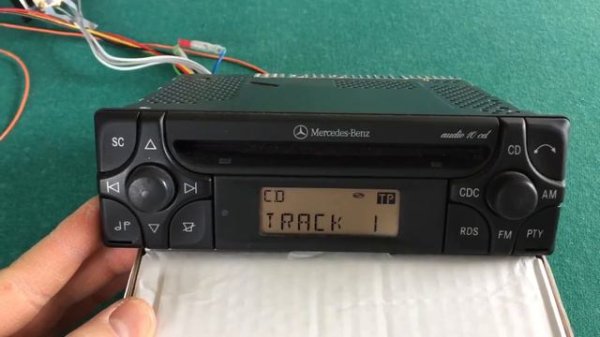 Mercedes-Benz
audio 10 cd
SC
CD
CD
TP
TRACK 1
CDC
AM
RDS
FM
PTY